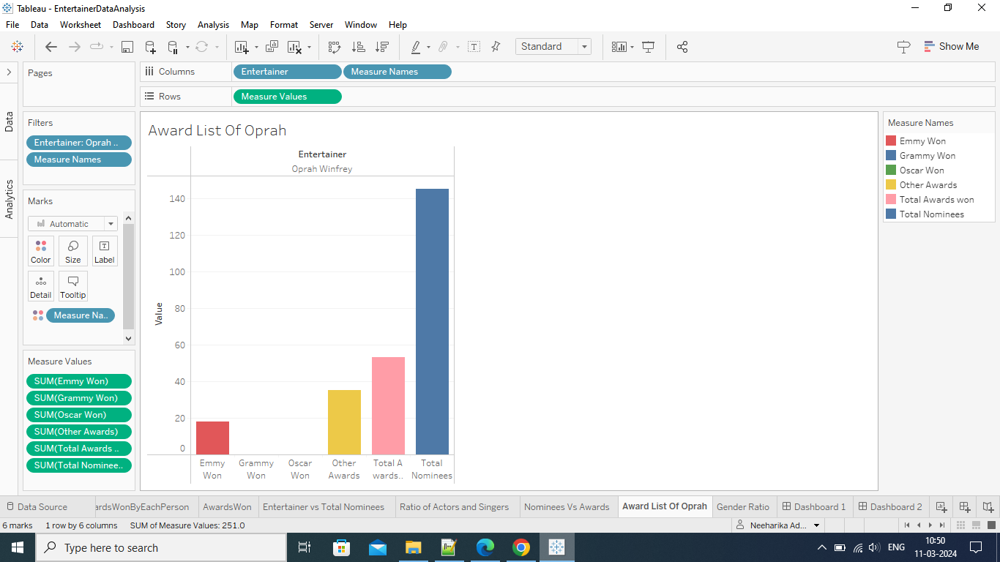 Tableau - EntertainerDataAnalysis
File Data Worksheet Dashboard Story Analysis Map Format Server Window Help
Standard
Show Me
Data
Analytics
Pages
Columns Entertainer Measure Names
Rows Measure Values
Filters
Entertainer: Oprah ..
Measure Names
Marks
Automatic
Color Size Label
Detail Tooltip
Measure Na..
Measure Values
SUM(Emmy Won)
SUM(Grammy Won)
SUM(Oscar Won)
SUM(Other Awards)
SUM(Total Awards ..
SUM(Total Nominee..
Award List Of Oprah
Entertainer
Oprah Winfrey
Value
140
120
100
80
60
40
20
0
Emmy Won
Grammy Won
Oscar Won
Other Awards
Total A wards..
Total Nominees
Measure Names
Emmy Won
Grammy Won
Oscar Won
Other Awards
Total Awards won
Total Nominees
Data Source ardsWonByEachPerson AwardsWon Entertainer vs Total Nominees Ratio of Actors and Singers Nominees Vs Awards Award List Of Oprah Gender Ratio Dashboard 1 Dashboard 2
6 marks 1 row by 6 columns SUM of Measure Values: 251.0 Neeharika Ad...
Type here to search
ENG
10:50
11-03-2024